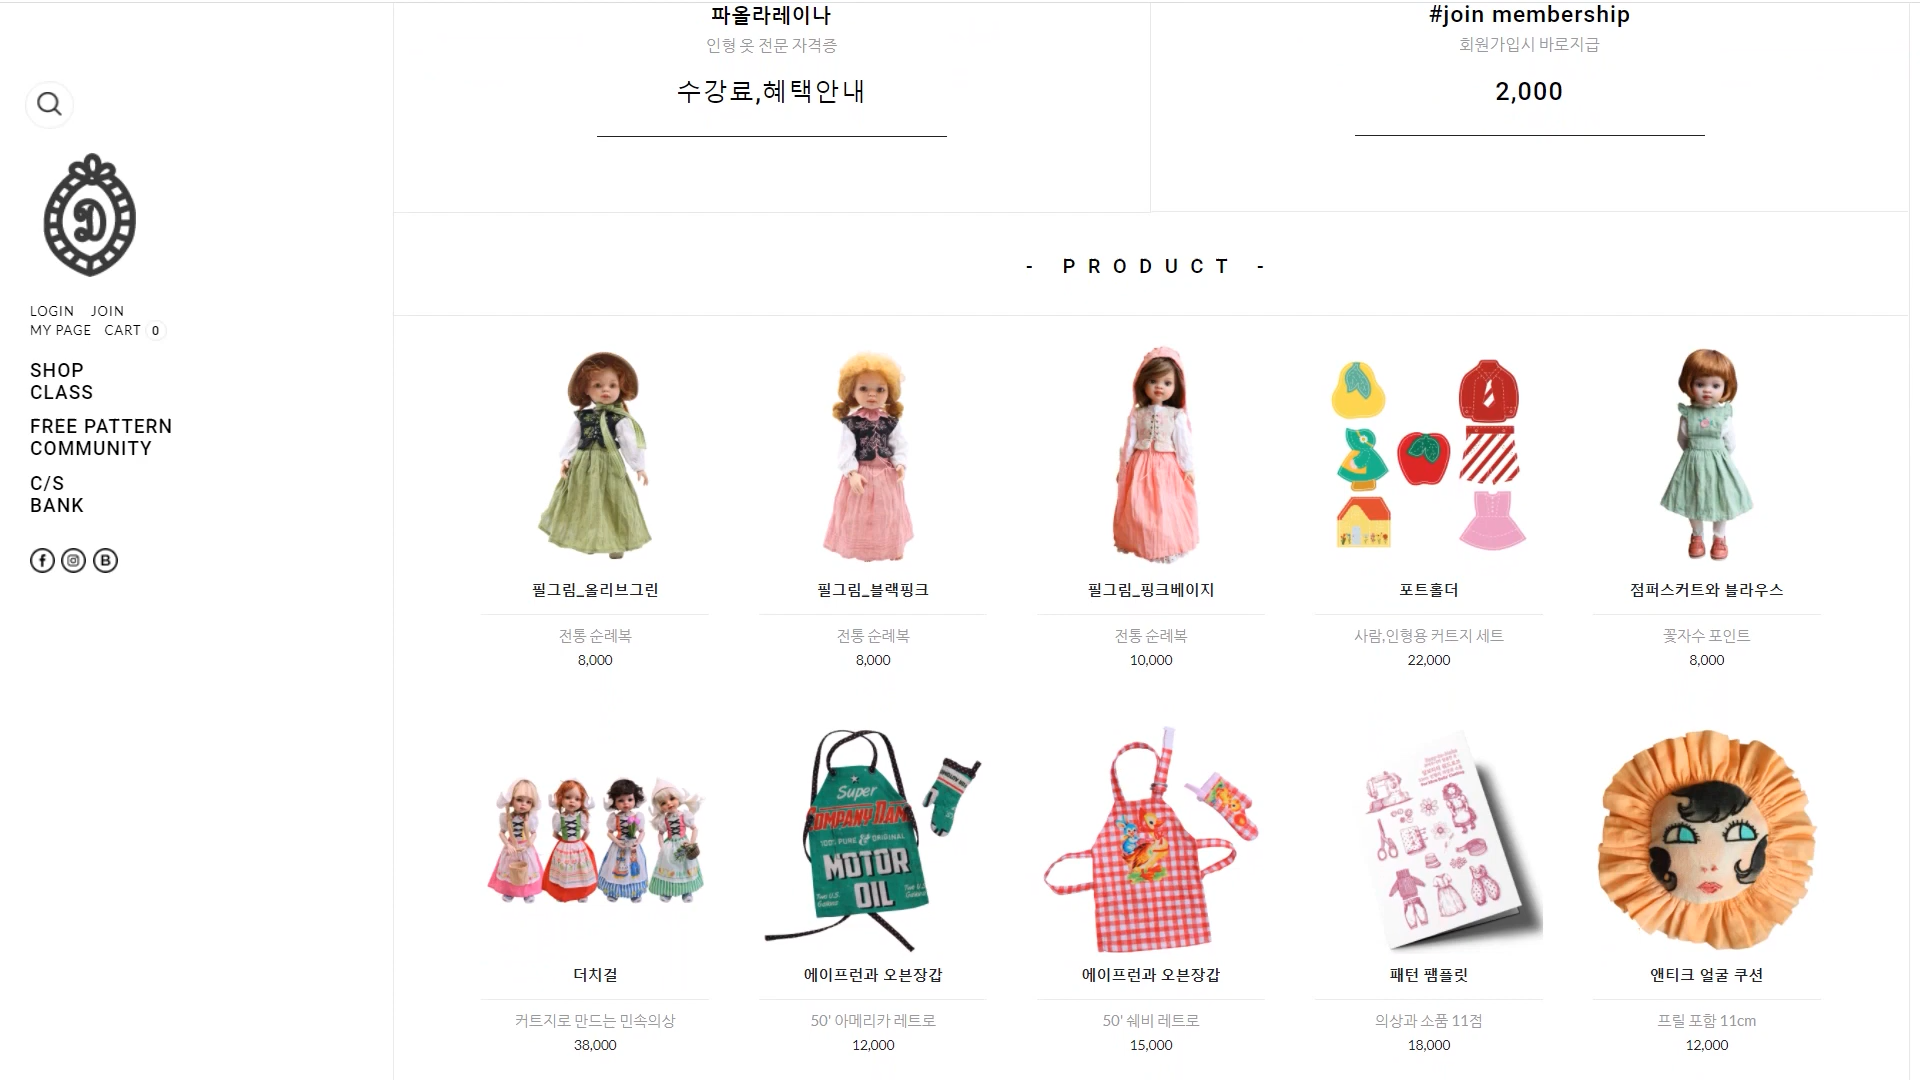 파올라레이나
인형 옷 전문 자격증
수강료,혜택안내
#join membership
회원가입시 바로지급
2,000
D
LOGIN JOIN
MY PAGE CART 0
SHOP
CLASS
FREE PATTERN
COMMUNITY
C/S
BANK
- PRODUCT -
필그림_올리브그린
전통 순례복
8,000
필그림_블랙핑크
전통 순례복
8,000
필그림_핑크베이지
전통 순례복
10,000
포트홀더
사람,인형용 커트지 세트
22,000
점퍼스커트와 블라우스
꽃자수 포인트
8,000
더치걸
커트지로 만드는 민속의상
38,000
Super
COMPANY DAM
100% PURE ORIGINAL
MOTOR
OIL
에이프런과 오븐장갑
50' 아메리카 레트로
12,000
에이프런과 오븐장갑
50' 쉐비 레트로
15,000
패턴 팸플릿
의상과 소품 11점
18,000
앤티크 얼굴 쿠션
프릴 포함 11cm
12,000